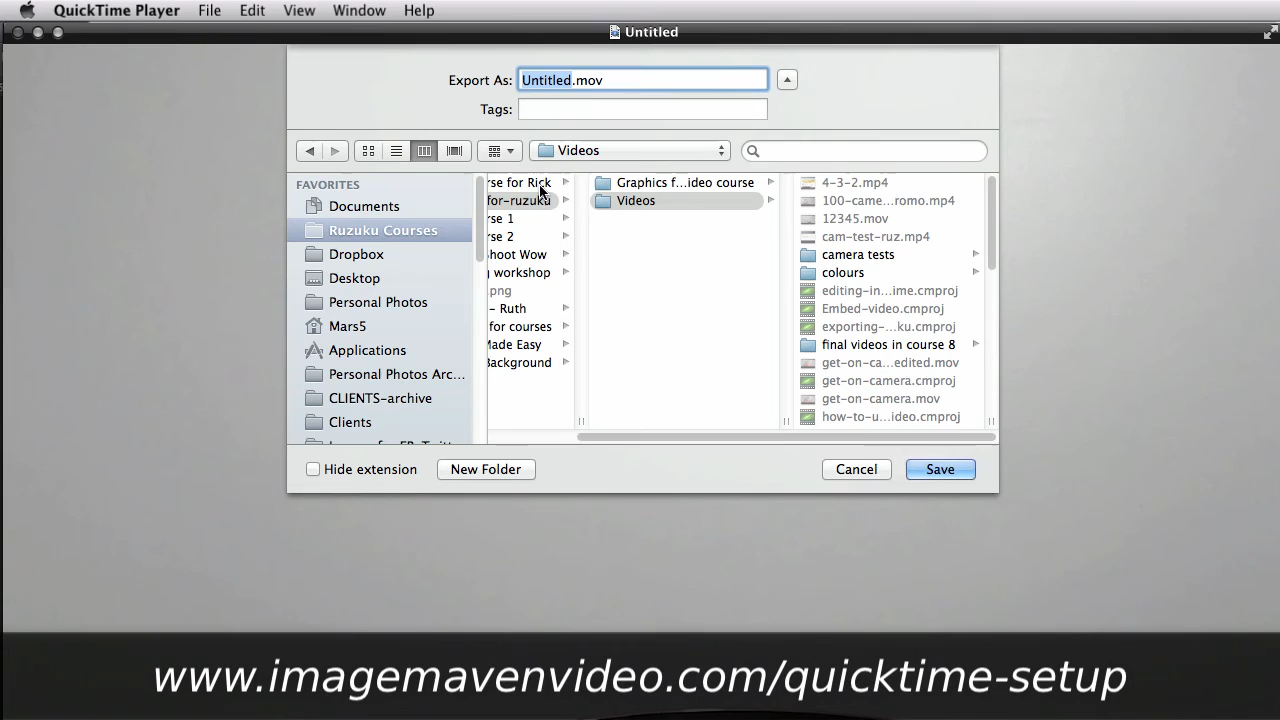 QuickTime Player File Edit View Window Help
Untitled
Export As: Untitled.mov
Tags:
Videos
FAVORITES
Documents
Ruzuku Courses
Dropbox
Desktop
Personal Photos
Mars5
Applications
Personal Photos Arc...
CLIENTS-archive
Clients
rse for Rick
for-ruzuku
rse 1
rse 2
hoot Wow
workshop
png
- Ruth
for courses
Made Easy
Background
Graphics f...ideo course
Videos
4-3-2.mp4
100-came...romo.mp4
12345.mov
cam-test-ruz.mp4
camera tests
colours
editing-in...ime.cmproj
Embed-video.cmproj
exporting-...ku.cmproj
final videos in course 8
get-on-ca...edited.mov
get-on-camera.cmproj
get-on-camera.mov
how-to-u...ideo.cmproj
Hide extension
New Folder
Cancel
Save
www.imagemavenvideo.com/quicktime-setup